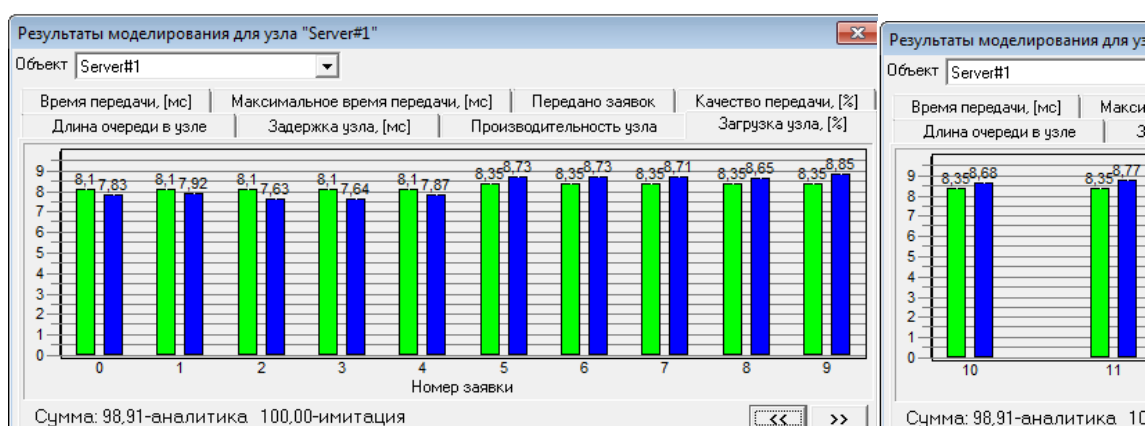 Результаты моделирования для узла "Server#1"
Объект Server#1
Время передачи, [мс] Максимальное время передачи, [мс] Передано заявок Качество передачи, [%]
Длина очереди в узле Задержка узла, [мс] Производительность узла Загрузка узла, [%]
9
8
7
6
5
4
3
2
1
0
8,1 7,83 8,1 7,92 8,1 7,63 8,1 7,64 8,1 7,87 8,35 8,73 8,35 8,73 8,35 8,71 8,35 8,65 8,35 8,85
0 1 2 3 4 5 6 7 8 9
Номер заявки
Сумма: 98,91-аналитика 100,00-имитация
<< >>
Результаты моделирования для уз
Объект Server#1
Время передачи, [мс] Макси
Длина очереди в узле З
9
8
7
6
5
4
3
2
1
0
8,35 8,68 8,35 8,77
10 11
Сумма: 98,91-аналитика 10